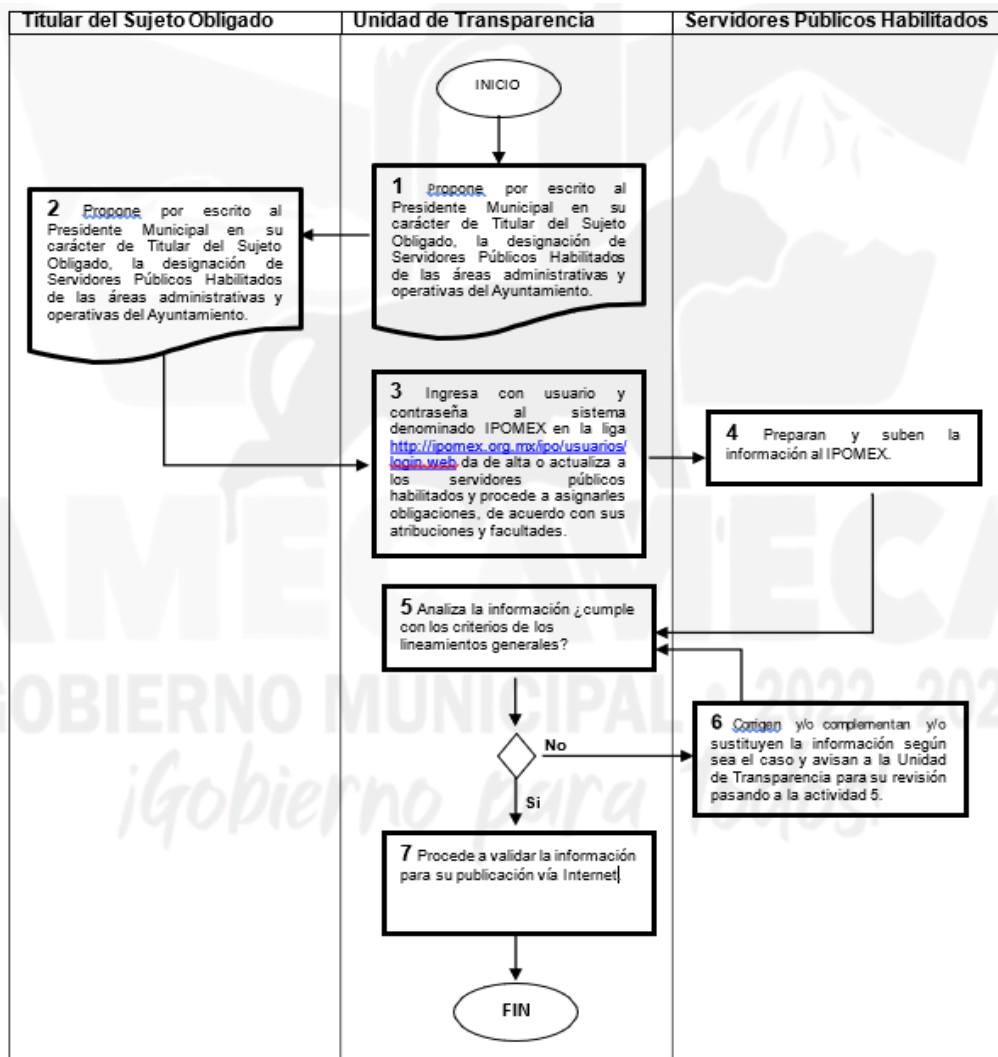 Titular del Sujeto Obligado
Unidad de Transparencia
Servidores Públicos Habilitados
INICIO
1 Propone por escrito al
Presidente Municipal en su
carácter de Titular del Sujeto
Obligado, la designación de
Servidores Públicos Habilitados
de las áreas administrativas y
operativas del Ayuntamiento.
2 Propone por escrito al
Presidente Municipal en su
carácter de Titular del Sujeto
Obligado, la designación de
Servidores Públicos Habilitados
de las áreas administrativas y
operativas del Ayuntamiento.
3 Ingresa con usuario y
contraseña al sistema
denominado IPOMEX en la liga
http://ipomex.org.mx/ipo/usuarios/
login.web da de alta o actualiza a
los servidores públicos
habilitados y procede a asignarles
obligaciones, de acuerdo con sus
atribuciones y facultades.
4 Preparan y suben la
información al IPOMEX.
5 Analiza la información ¿cumple
con los criterios de los
lineamientos generales?
No
6 Corrigen y/o complementan y/o
sustituyen la información según
sea el caso y avisan a la Unidad
de Transparencia para su revisión
pasando a la actividad 5.
Si
7 Procede a validar la información
para su publicación vía Internet
FIN
AMECAMECA
GOBIERNO MUNICIPAL 2022 - 202
¡Gobierno para Todos!